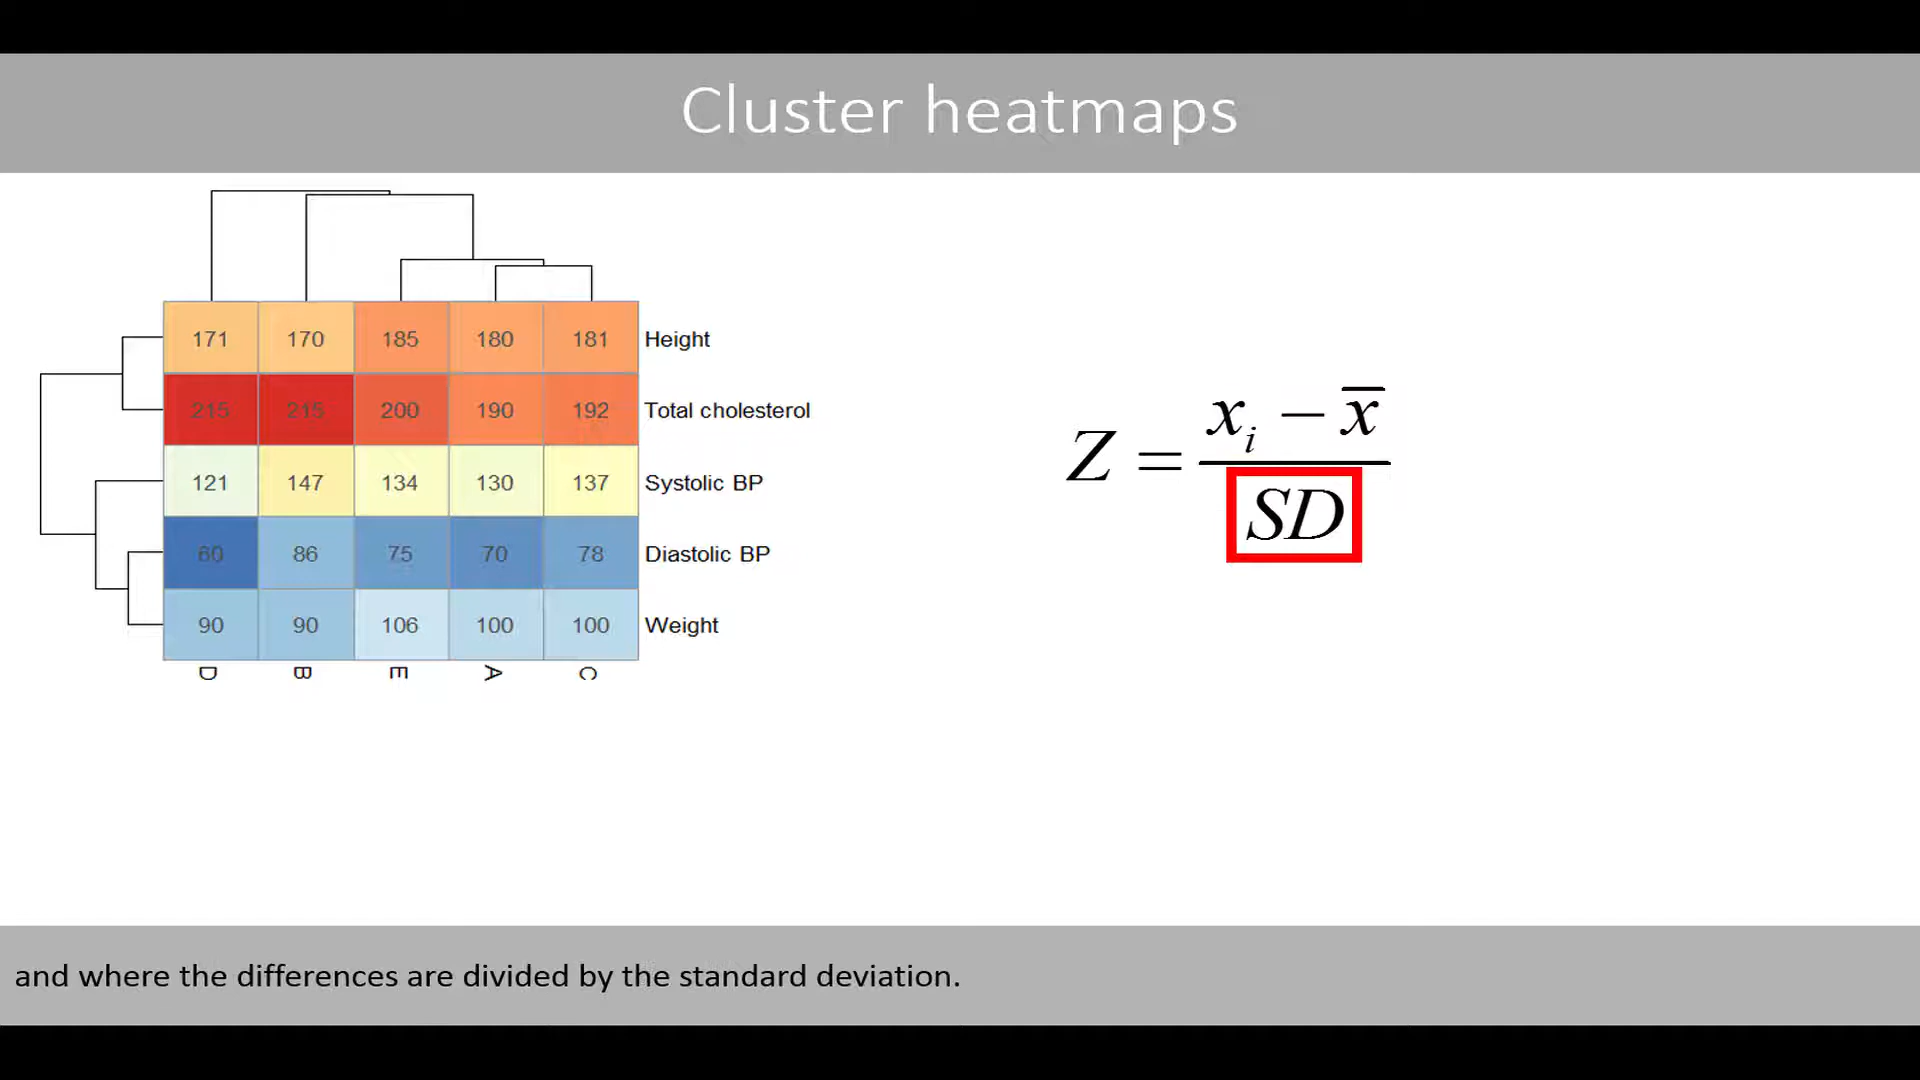 Cluster heatmaps
171 170 185 180 181 Height
215 215 200 190 192 Total cholesterol
121 147 134 130 137 Systolic BP
60 86 75 70 78 Diastolic BP
90 90 106 100 100 Weight
D B E A C
Z = (xᵢ − x̅) / SD
and where the differences are divided by the standard deviation.